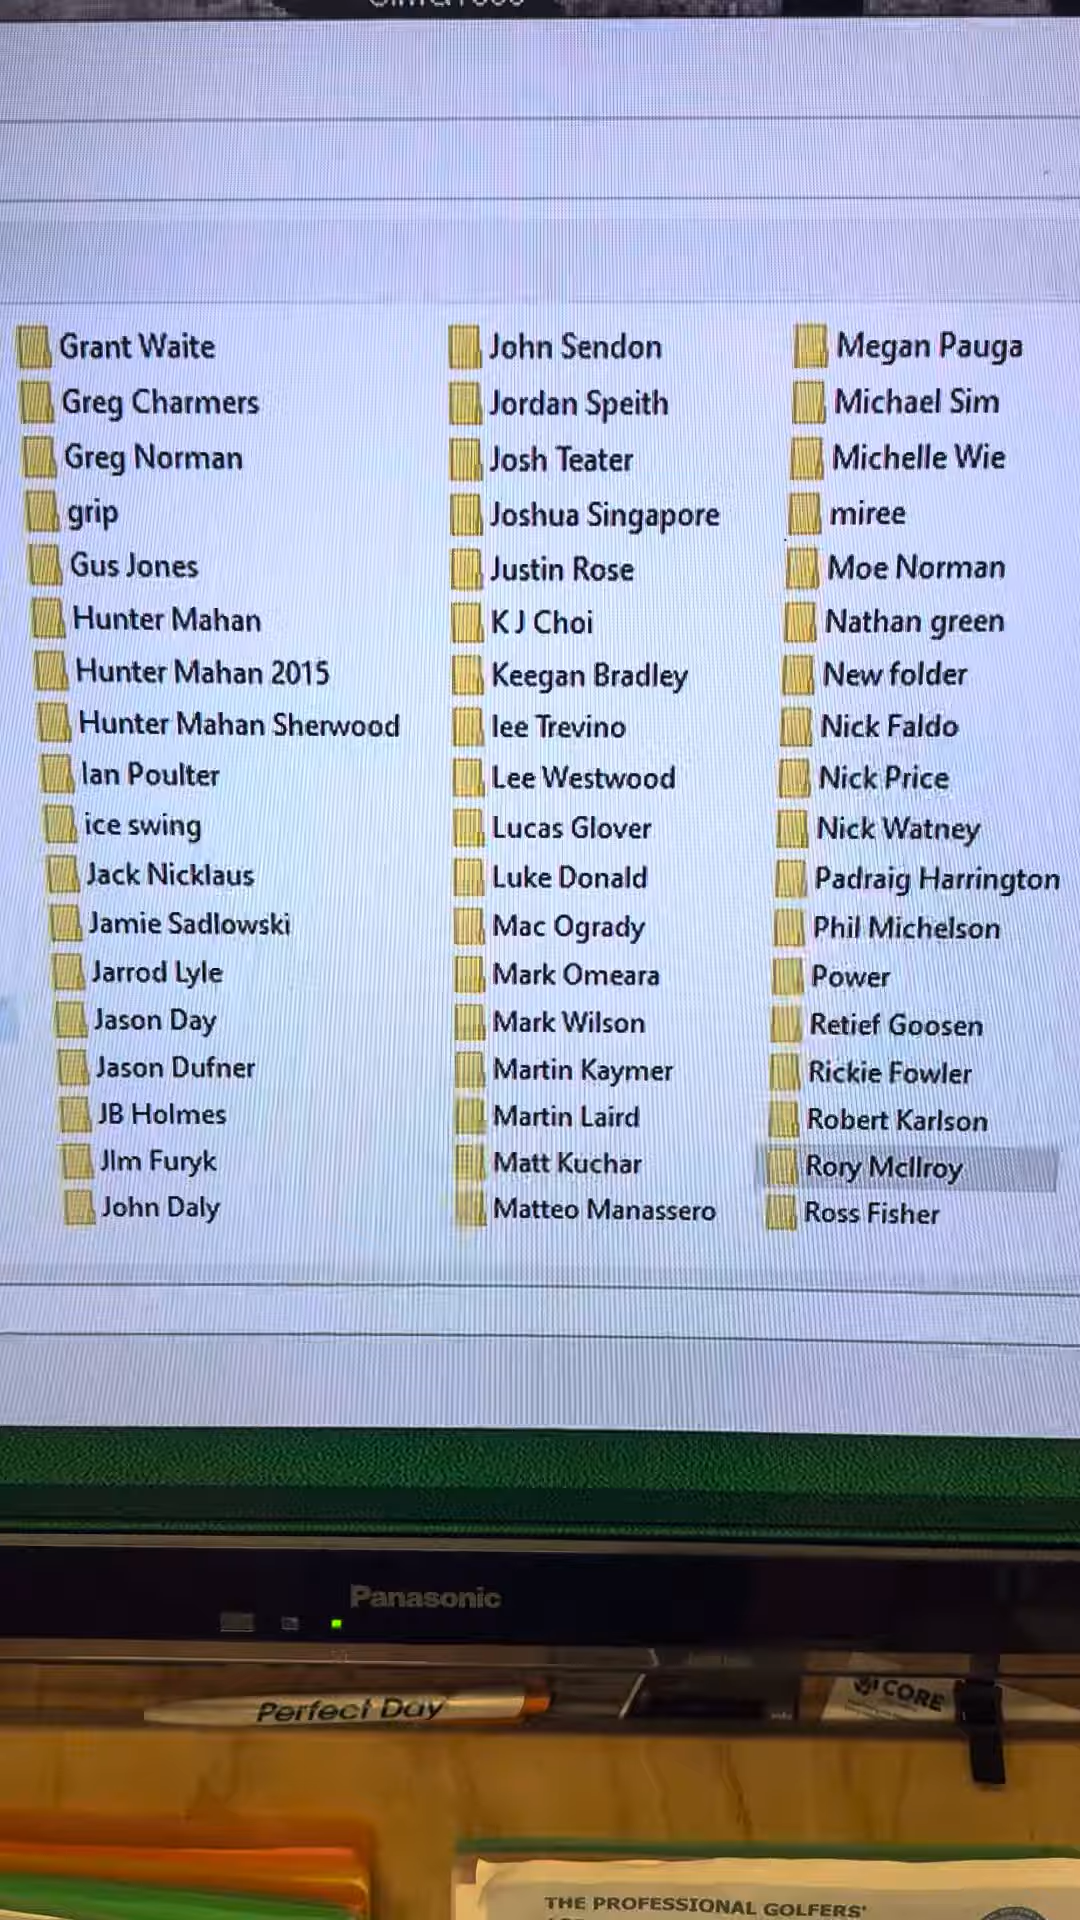 Grant Waite
Greg Charmers
Greg Norman
grip
Gus Jones
Hunter Mahan
Hunter Mahan 2015
Hunter Mahan Sherwood
Ian Poulter
ice swing
Jack Nicklaus
Jamie Sadlowski
Jarrod Lyle
Jason Day
Jason Dufner
JB Holmes
JIm Furyk
John Daly
John Sendon
Jordan Speith
Josh Teater
Joshua Singapore
Justin Rose
K J Choi
Keegan Bradley
lee Trevino
Lee Westwood
Lucas Glover
Luke Donald
Mac Ogrady
Mark Omeara
Mark Wilson
Martin Kaymer
Martin Laird
Matt Kuchar
Matteo Manassero
Megan Pauga
Michael Sim
Michelle Wie
miree
Moe Norman
Nathan green
New folder
Nick Faldo
Nick Price
Nick Watney
Padraig Harrington
Phil Michelson
Power
Retief Goosen
Rickie Fowler
Robert Karlson
Rory McIlroy
Ross Fisher
Panasonic
Perfect Day
CORE
THE PROFESSIONAL GOLFERS'